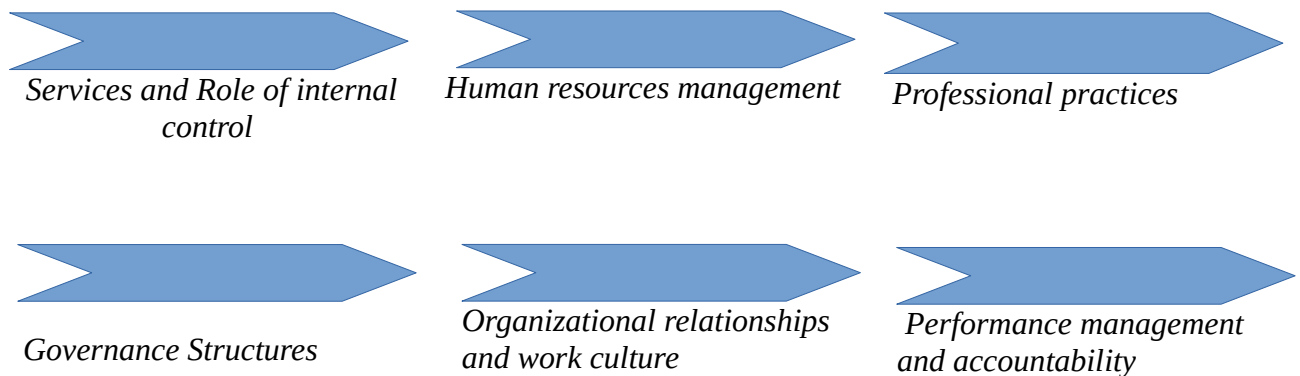 Services and Role of internal
control
Human resources management
Professional practices
Governance Structures
Organizational relationships
and work culture
Performance management
and accountability